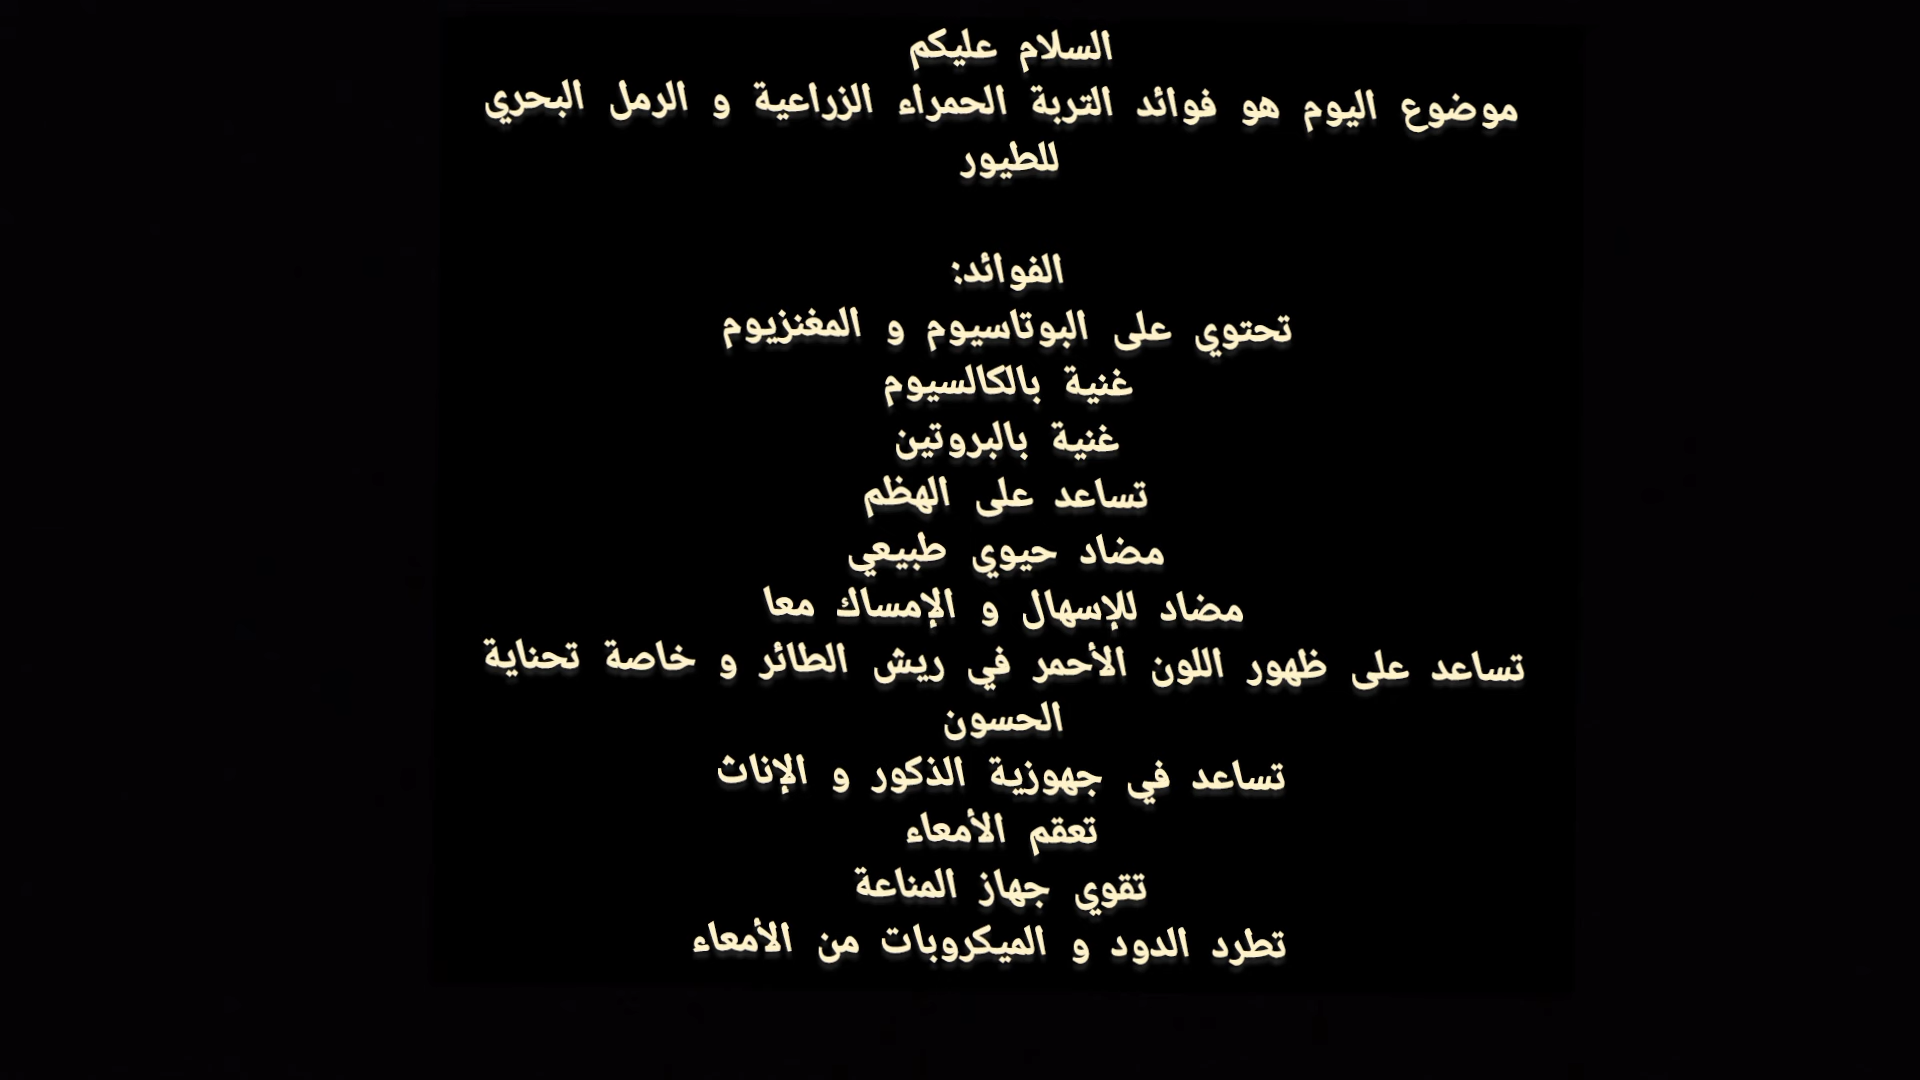 السلام عليكم
موضوع اليوم هو فوائد التربة الحمراء الزراعية و الرمل البحري
للطيور
الفوائد:
تحتوي على البوتاسيوم و المغنزيوم
غنية بالكالسيوم
غنية بالبروتين
تساعد على الهظم
مضاد حيوي طبيعي
مضاد للإسهال و الإمساك معا
تساعد على ظهور اللون الأحمر في ريش الطائر و خاصة تحناية
الحسون
تساعد في جهوزية الذكور و الإناث
تعقم الأمعاء
تقوي جهاز المناعة
تطرد الدود و الميكروبات من الأمعاء